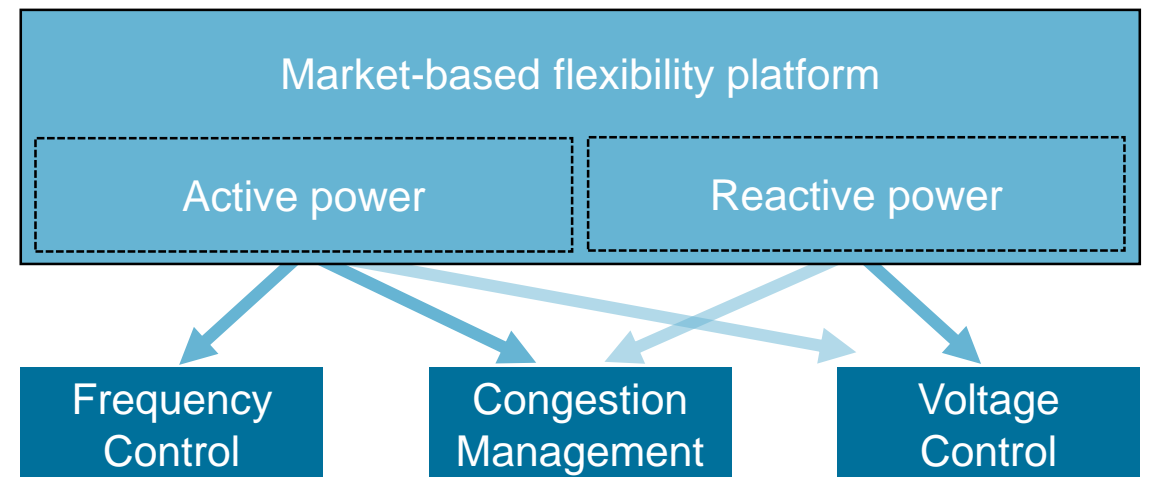 Market-based flexibility platform
Active power
Reactive power
Frequency
Control
Congestion
Management
Voltage
Control